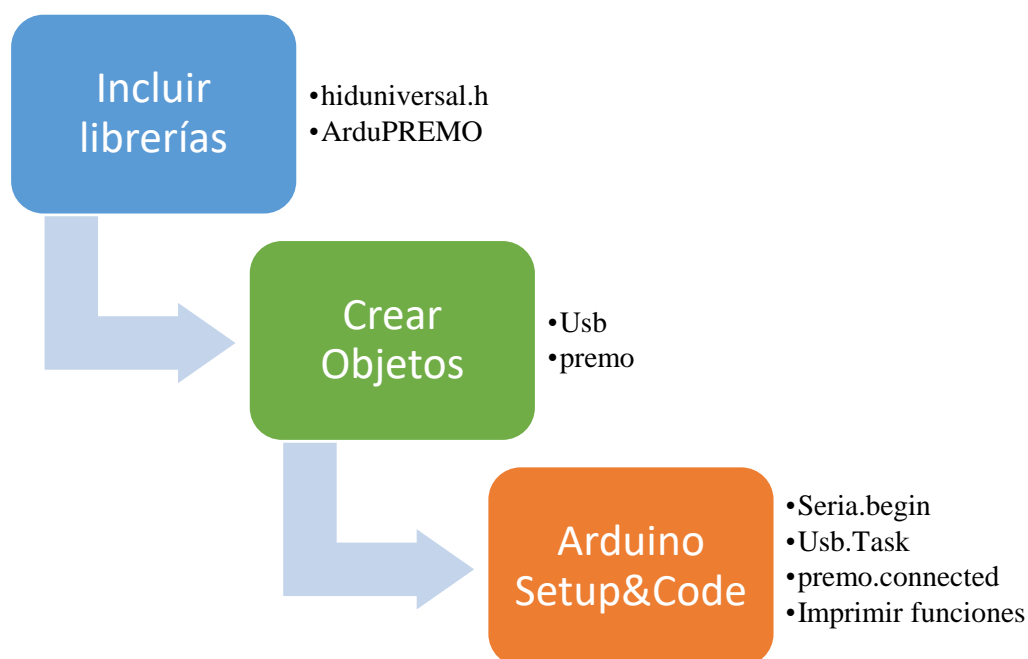 Incluir
librerías
•hiduniversal.h
•ArduPREMO
Crear
Objetos
•Usb
•premo
Arduino
Setup&Code
•Seria.begin
•Usb.Task
•premo.connected
•Imprimir funciones